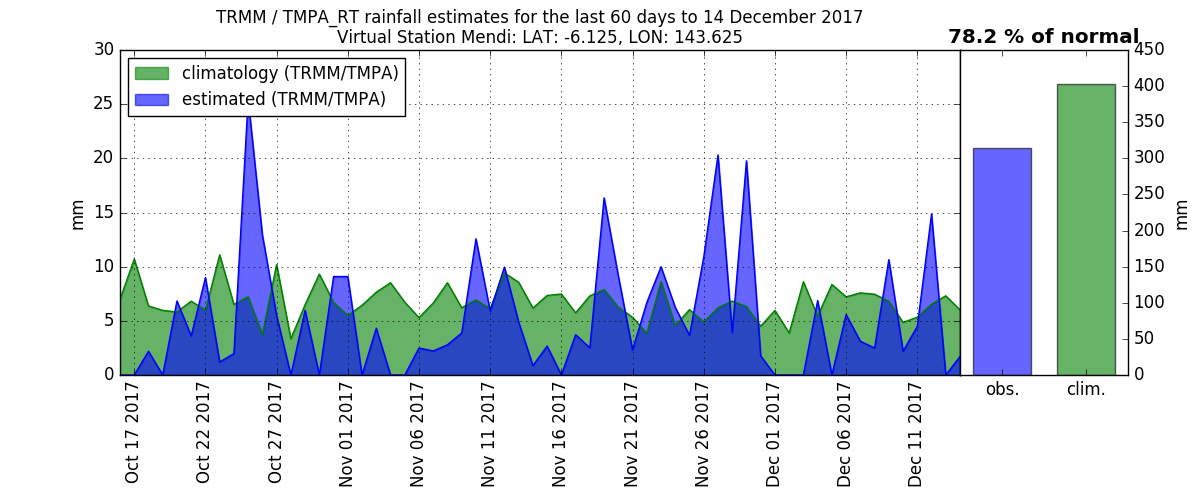 TRMM / TMPA_RT rainfall estimates for the last 60 days to 14 December 2017
Virtual Station Mendi: LAT: -6.125, LON: 143.625
78.2 % of normal
climatology (TRMM/TMPA)
estimated (TRMM/TMPA)
30
25
20
15
10
5
0
mm
Oct 17 2017
Oct 22 2017
Oct 27 2017
Nov 01 2017
Nov 06 2017
Nov 11 2017
Nov 16 2017
Nov 21 2017
Nov 26 2017
Dec 01 2017
Dec 06 2017
Dec 11 2017
obs.
clim.
450
400
350
300
250
200
150
100
50
0
mm